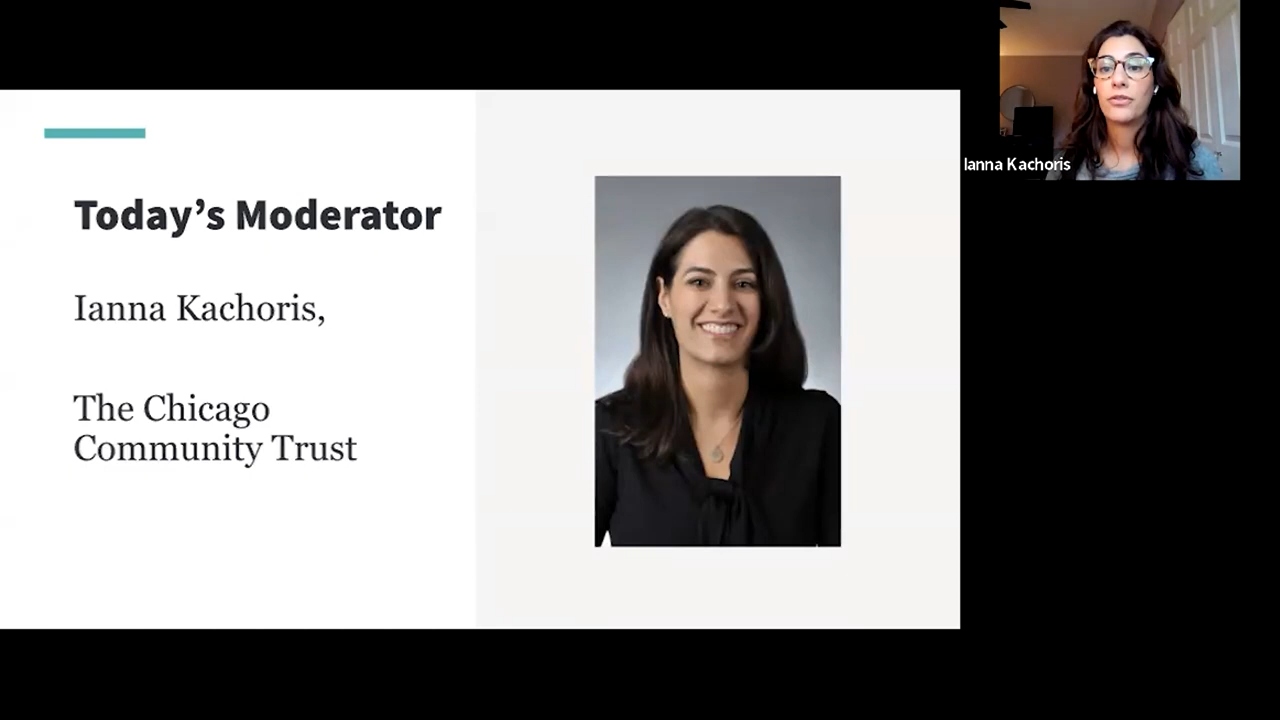 Today’s Moderator
Ianna Kachoris,
The Chicago
Community Trust
Ianna Kachoris